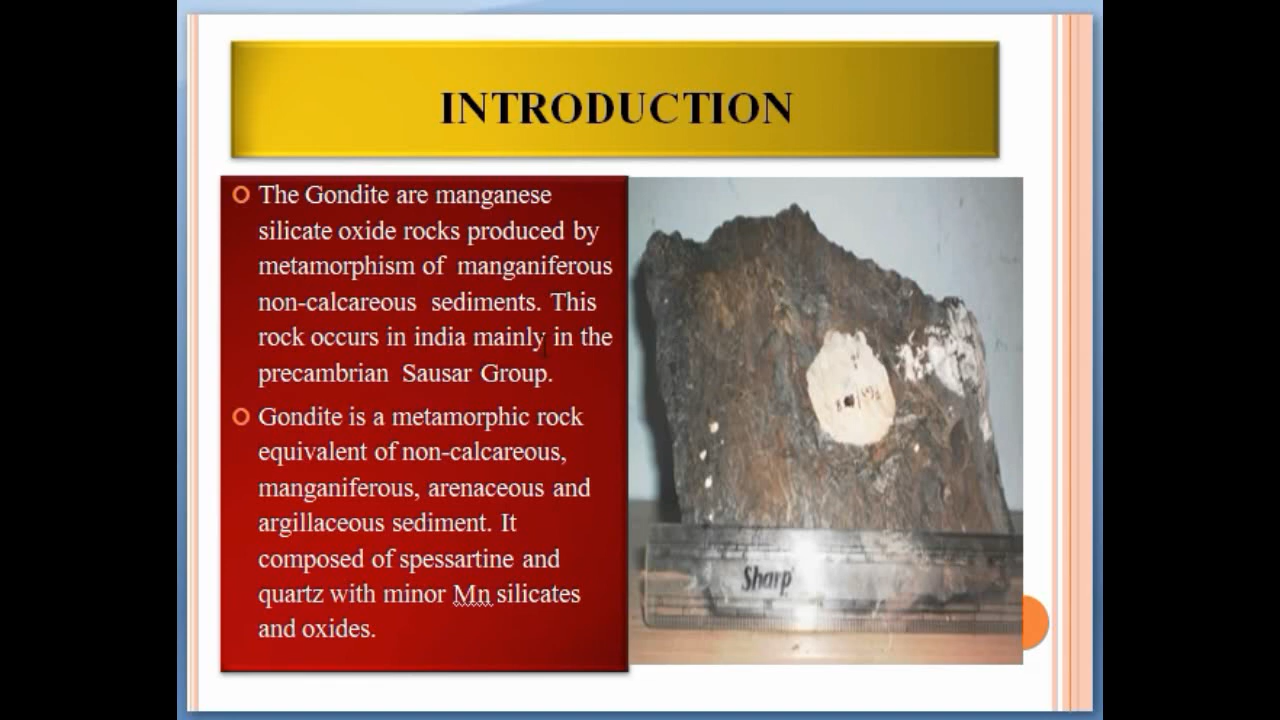 INTRODUCTION
The Gondite are manganese
silicate oxide rocks produced by
metamorphism of manganiferous
non-calcareous sediments. This
rock occurs in india mainly in the
precambrian Sausar Group.
Gondite is a metamorphic rock
equivalent of non-calcareous,
manganiferous, arenaceous and
argillaceous sediment. It
composed of spessartine and
quartz with minor Mn silicates
and oxides.
Sharp